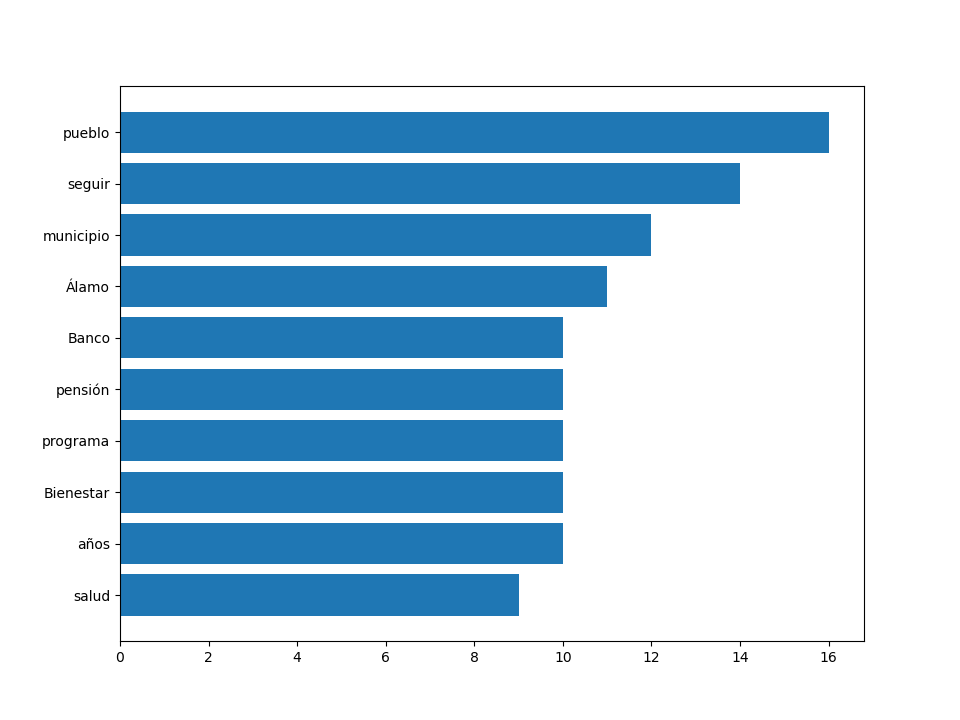 pueblo
seguir
municipio
Álamo
Banco
pensión
programa
Bienestar
años
salud
0 2 4 6 8 10 12 14 16